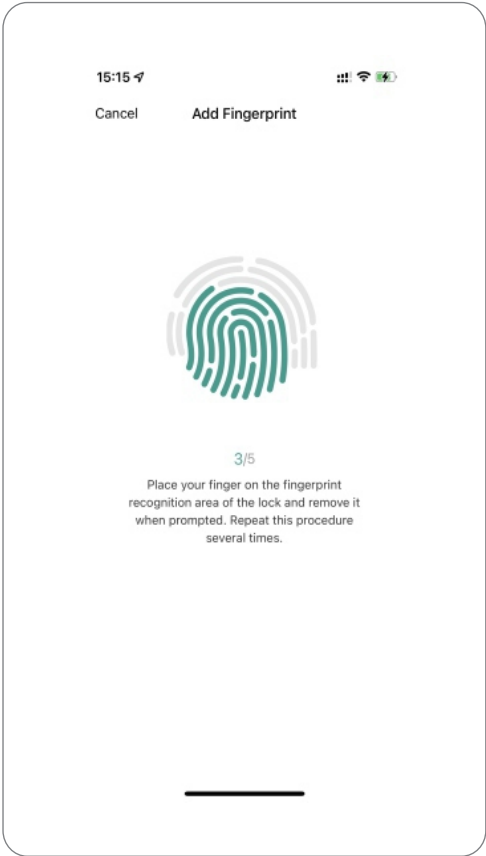 15:15
Cancel
Add Fingerprint
3/5
Place your finger on the fingerprint
recognition area of the lock and remove it
when prompted. Repeat this procedure
several times.